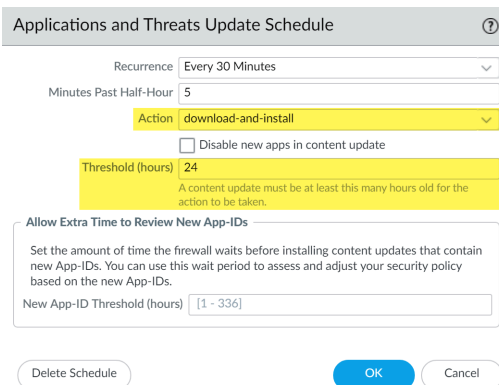 Applications and Threats Update Schedule ?
Recurrence Every 30 Minutes
Minutes Past Half-Hour 5
Action download-and-install
Disable new apps in content update
Threshold (hours) 24
A content update must be at least this many hours old for the
action to be taken.
Allow Extra Time to Review New App-IDs
Set the amount of time the firewall waits before installing content updates that contain
new App-IDs. You can use this wait period to assess and adjust your security policy
based on the new App-IDs.
New App-ID Threshold (hours) [1 - 336]
Delete Schedule OK Cancel